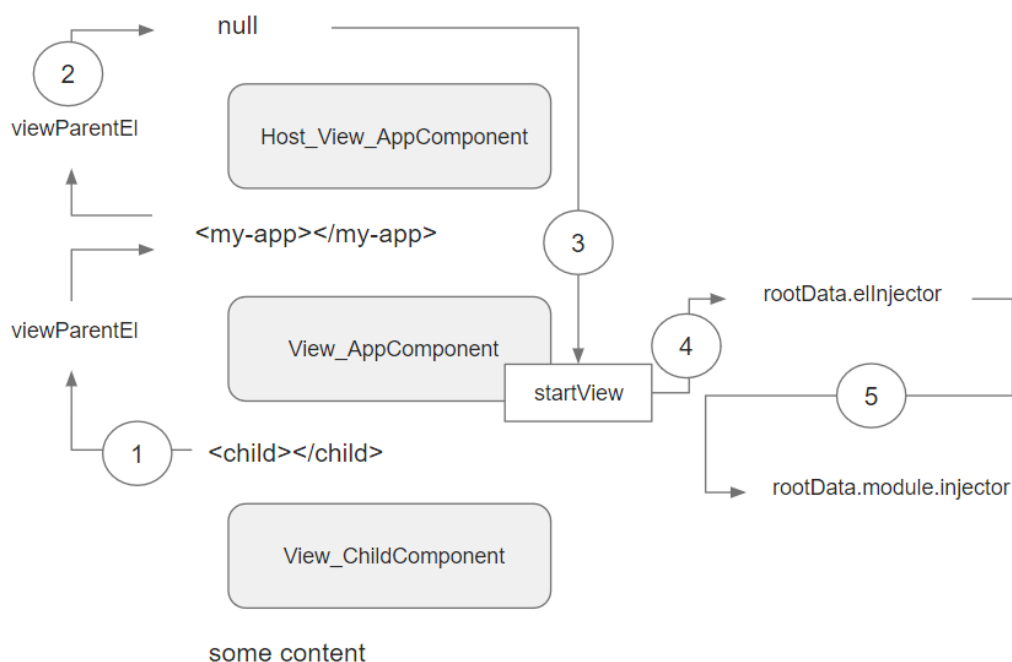 null
2
viewParentEl
Host_View_AppComponent
<my-app></my-app>
3
rootData.elInjector
viewParentEl
View_AppComponent
4
startView
5
1
<child></child>
rootData.module.injector
View_ChildComponent
some content